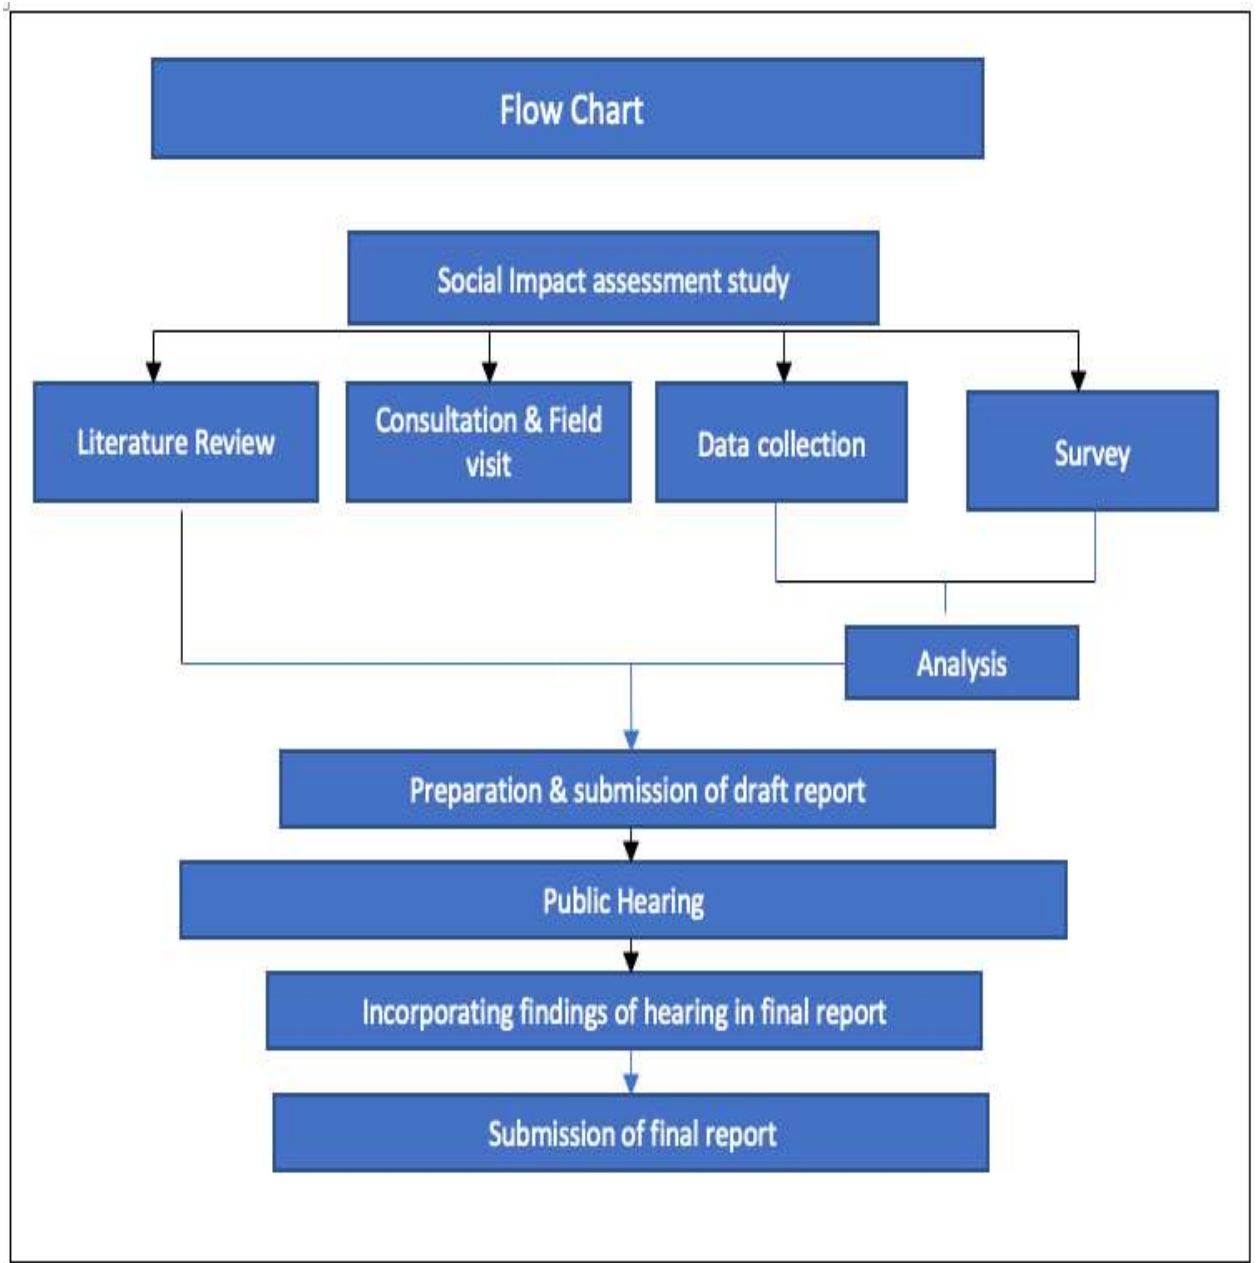 Flow Chart
Social Impact assessment study
Literature Review
Consultation & Field
visit
Data collection
Survey
Analysis
Preparation & submission of draft report
Public Hearing
Incorporating findings of hearing in final report
Submission of final report